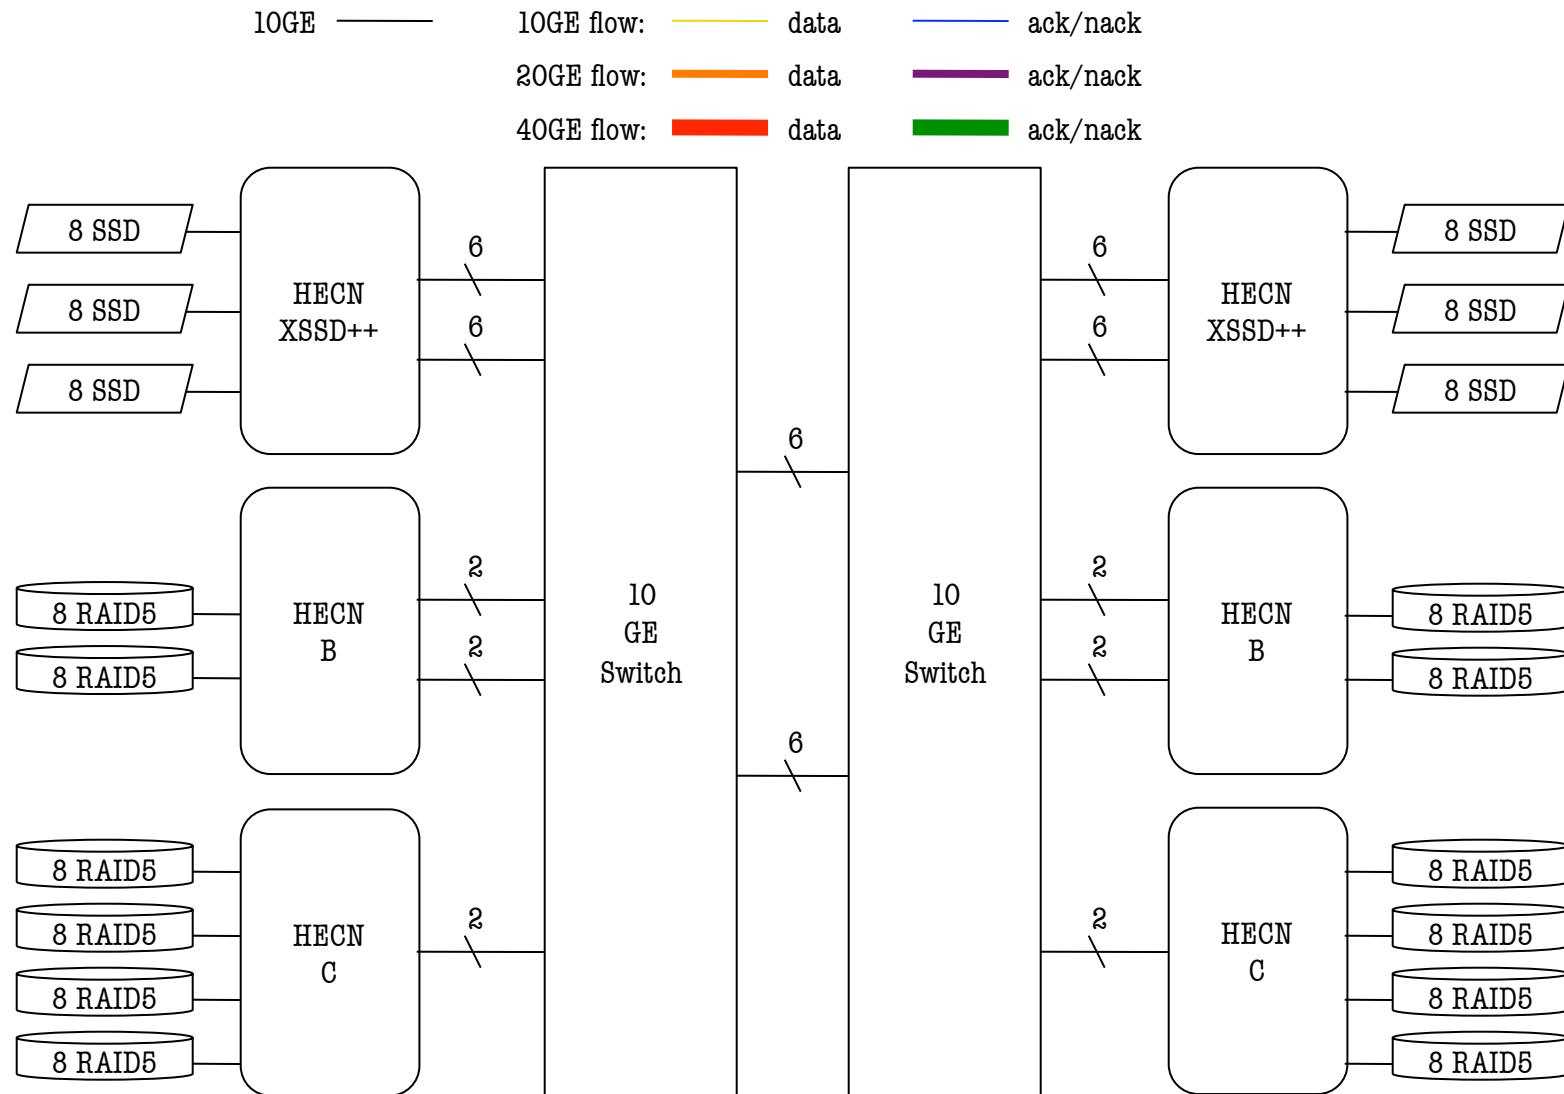 10GE 10GE flow: data ack/nack
20GE flow: data ack/nack
40GE flow: data ack/nack
8 SSD
8 SSD
8 SSD
HECN
XSSD++
6
6
6
6
HECN
XSSD++
8 SSD
8 SSD
8 SSD
6
8 RAID5
8 RAID5
HECN
B
2
2
10
GE
Switch
10
GE
Switch
2
2
HECN
B
8 RAID5
8 RAID5
6
8 RAID5
8 RAID5
8 RAID5
8 RAID5
HECN
C
2
2
HECN
C
8 RAID5
8 RAID5
8 RAID5
8 RAID5